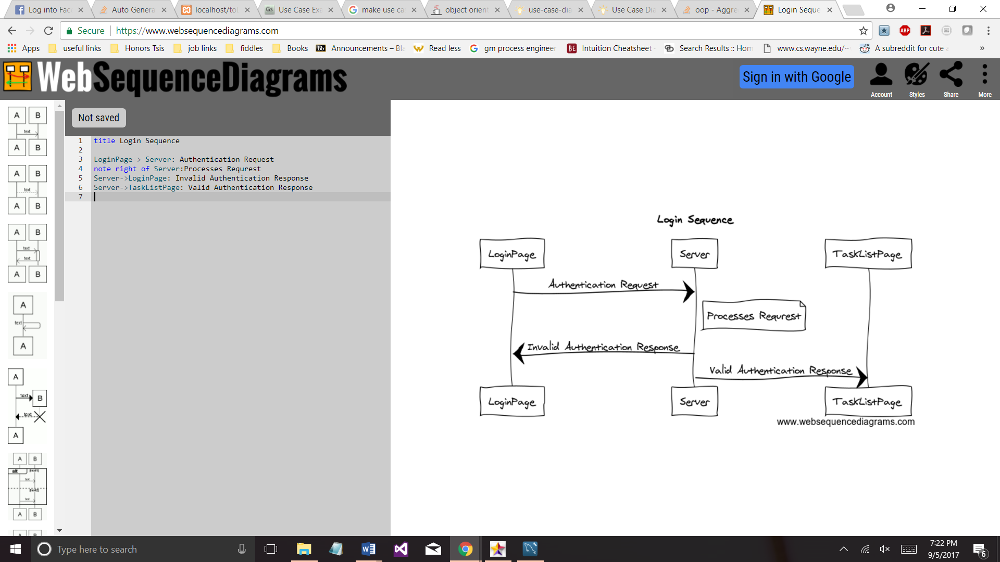 Log into Fac
Auto Genera
localhost/to
Use Case Exa
make use ca
object orient
use-case-dia
Use Case Dia
oop - Aggre
Login Seque
Secure
https://www.websequencediagrams.com
ABP
Apps
useful links
Honors Tsis
job links
fiddles
Books
Bb
Announcements – Bla
Read less
gm process engineer
BE
Intuition Cheatsheet -
Search Results :: Hom
www.cs.wayne.edu/~
A subreddit for cute a
»
WebSequenceDiagrams
Sign in with Google
Account
Styles
Share
More
Not saved
1 title Login Sequence
2
3 LoginPage-> Server: Authentication Request
4 note right of Server:Processes Requrest
5 Server->LoginPage: Invalid Authentication Response
6 Server->TaskListPage: Valid Authentication Response
7
A B
text
A B
A B
text
A B
A B
text
text
A B
A
text
A
A
text B
text
A
A B
alt [text1]
text
[text2]
text
A B
A B
Login Sequence
LoginPage Server TaskListPage
Authentication Request
Processes Requrest
Invalid Authentication Response
Valid Authentication Response
LoginPage Server TaskListPage
www.websequencediagrams.com
Type here to search
7:22 PM
9/5/2017
6